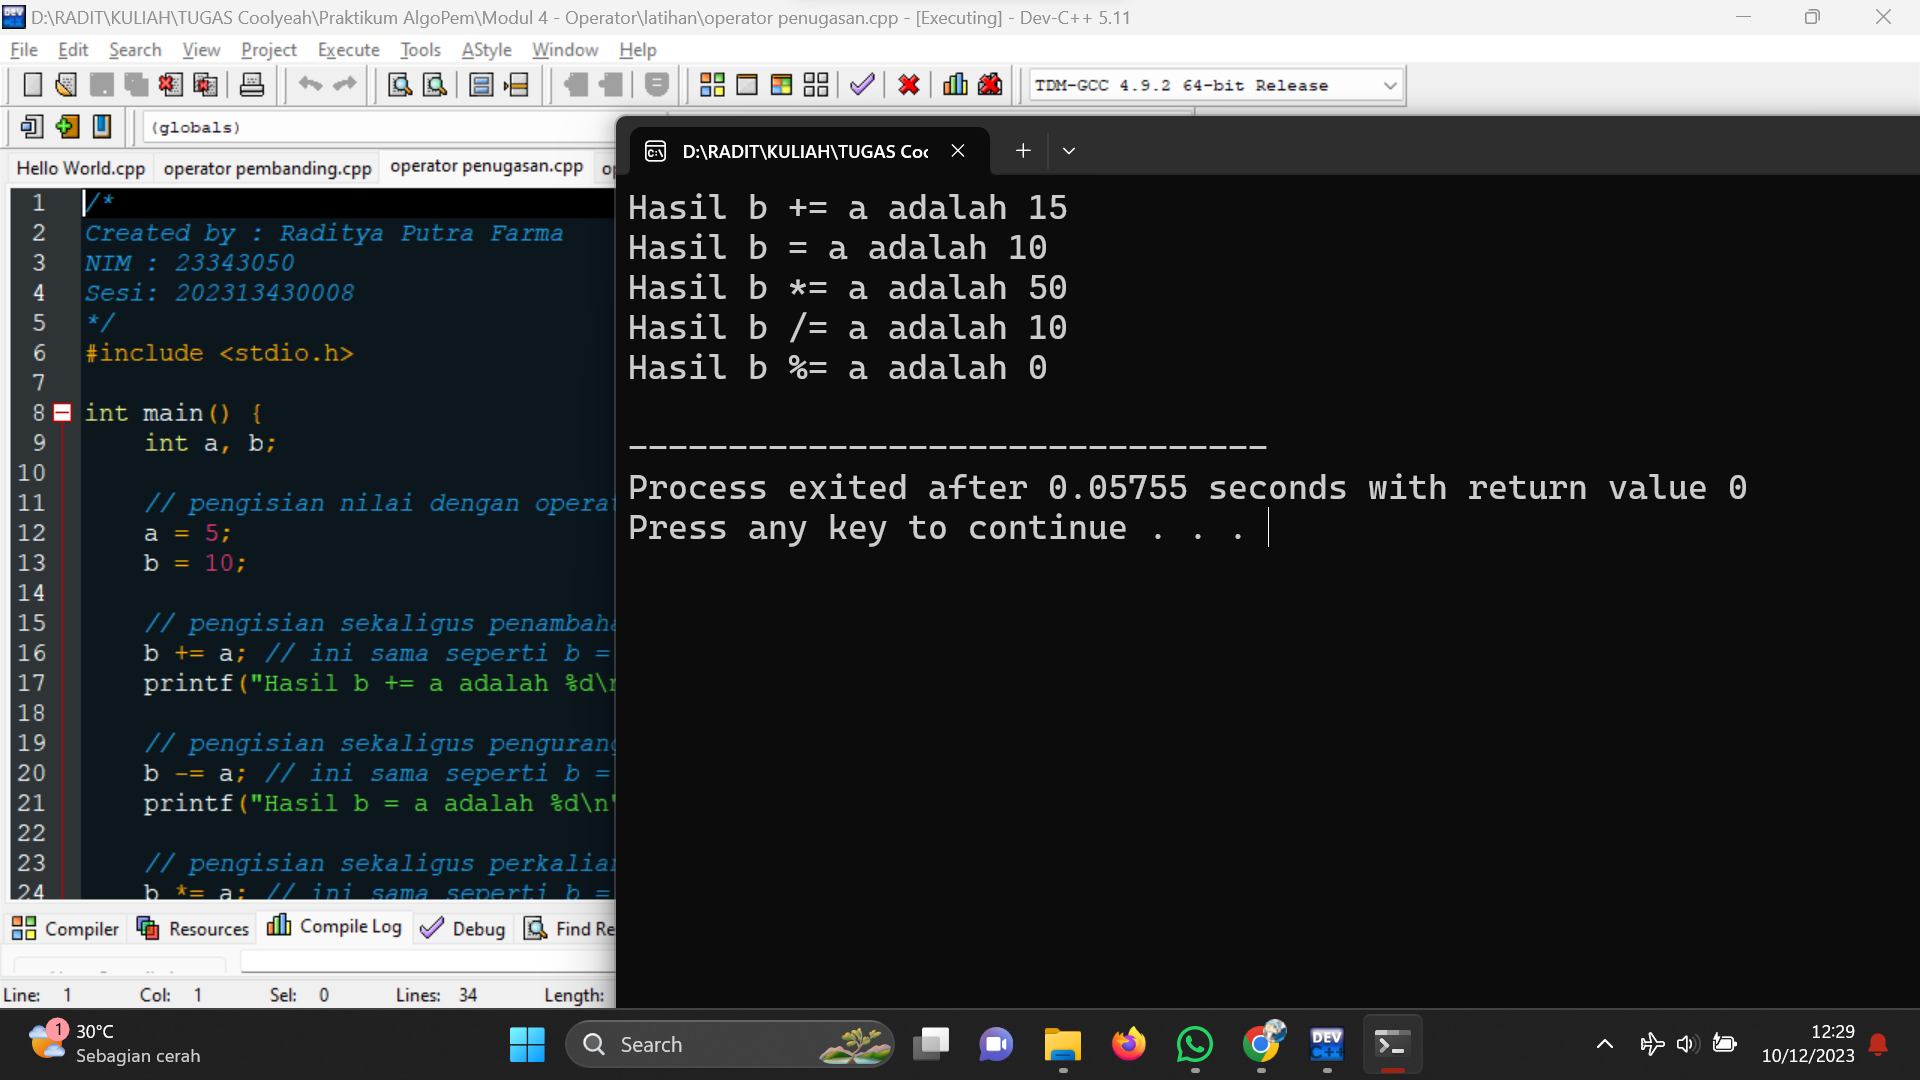 D:\RADIT\KULIAH\TUGAS Coolyeah\Praktikum AlgoPem\Modul 4 - Operator\latihan\operator penugasan.cpp - [Executing] - Dev-C++ 5.11
File Edit Search View Project Execute Tools AStyle Window Help
TDM-GCC 4.9.2 64-bit Release
(globals)
Hello World.cpp operator pembanding.cpp operator penugasan.cpp
1 /*
2 Created by : Raditya Putra Farma
3 NIM : 23343050
4 Sesi: 202313430008
5 */
6 #include <stdio.h>
7
8 int main() {
9 int a, b;
10
11 // pengisian nilai dengan operat
12 a = 5;
13 b = 10;
14
15 // pengisian sekaligus penambaha
16 b += a; // ini sama seperti b =
17 printf("Hasil b += a adalah %d\n
18
19 // pengisian sekaligus pengurang
20 b -= a; // ini sama seperti b =
21 printf("Hasil b = a adalah %d\n"
22
23 // pengisian sekaligus perkalian
24 b *= a; // ini sama seperti b =
Compiler Resources Compile Log Debug Find Re
Line: 1 Col: 1 Sel: 0 Lines: 34 Length:
D:\RADIT\KULIAH\TUGAS Coc
Hasil b += a adalah 15
Hasil b = a adalah 10
Hasil b *= a adalah 50
Hasil b /= a adalah 10
Hasil b %= a adalah 0
--------------------------------
Process exited after 0.05755 seconds with return value 0
Press any key to continue . . .
1
30°C
Sebagian cerah
Search
DEV
C++
12:29
10/12/2023